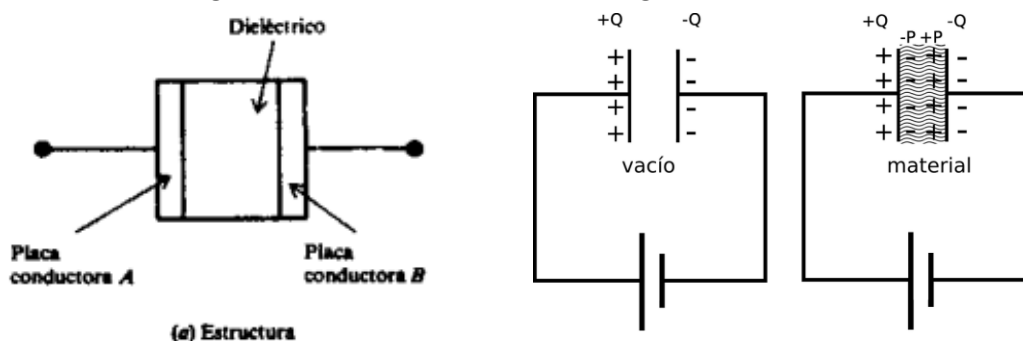 Dieléctrico
Placa
conductora A
Placa
conductora B
(a) Estructura
+Q -Q
+ -
+ -
+ -
+ -
vacío
+Q -Q
-P +P
+ - + -
+ - + -
+ - + -
+ - + -
material